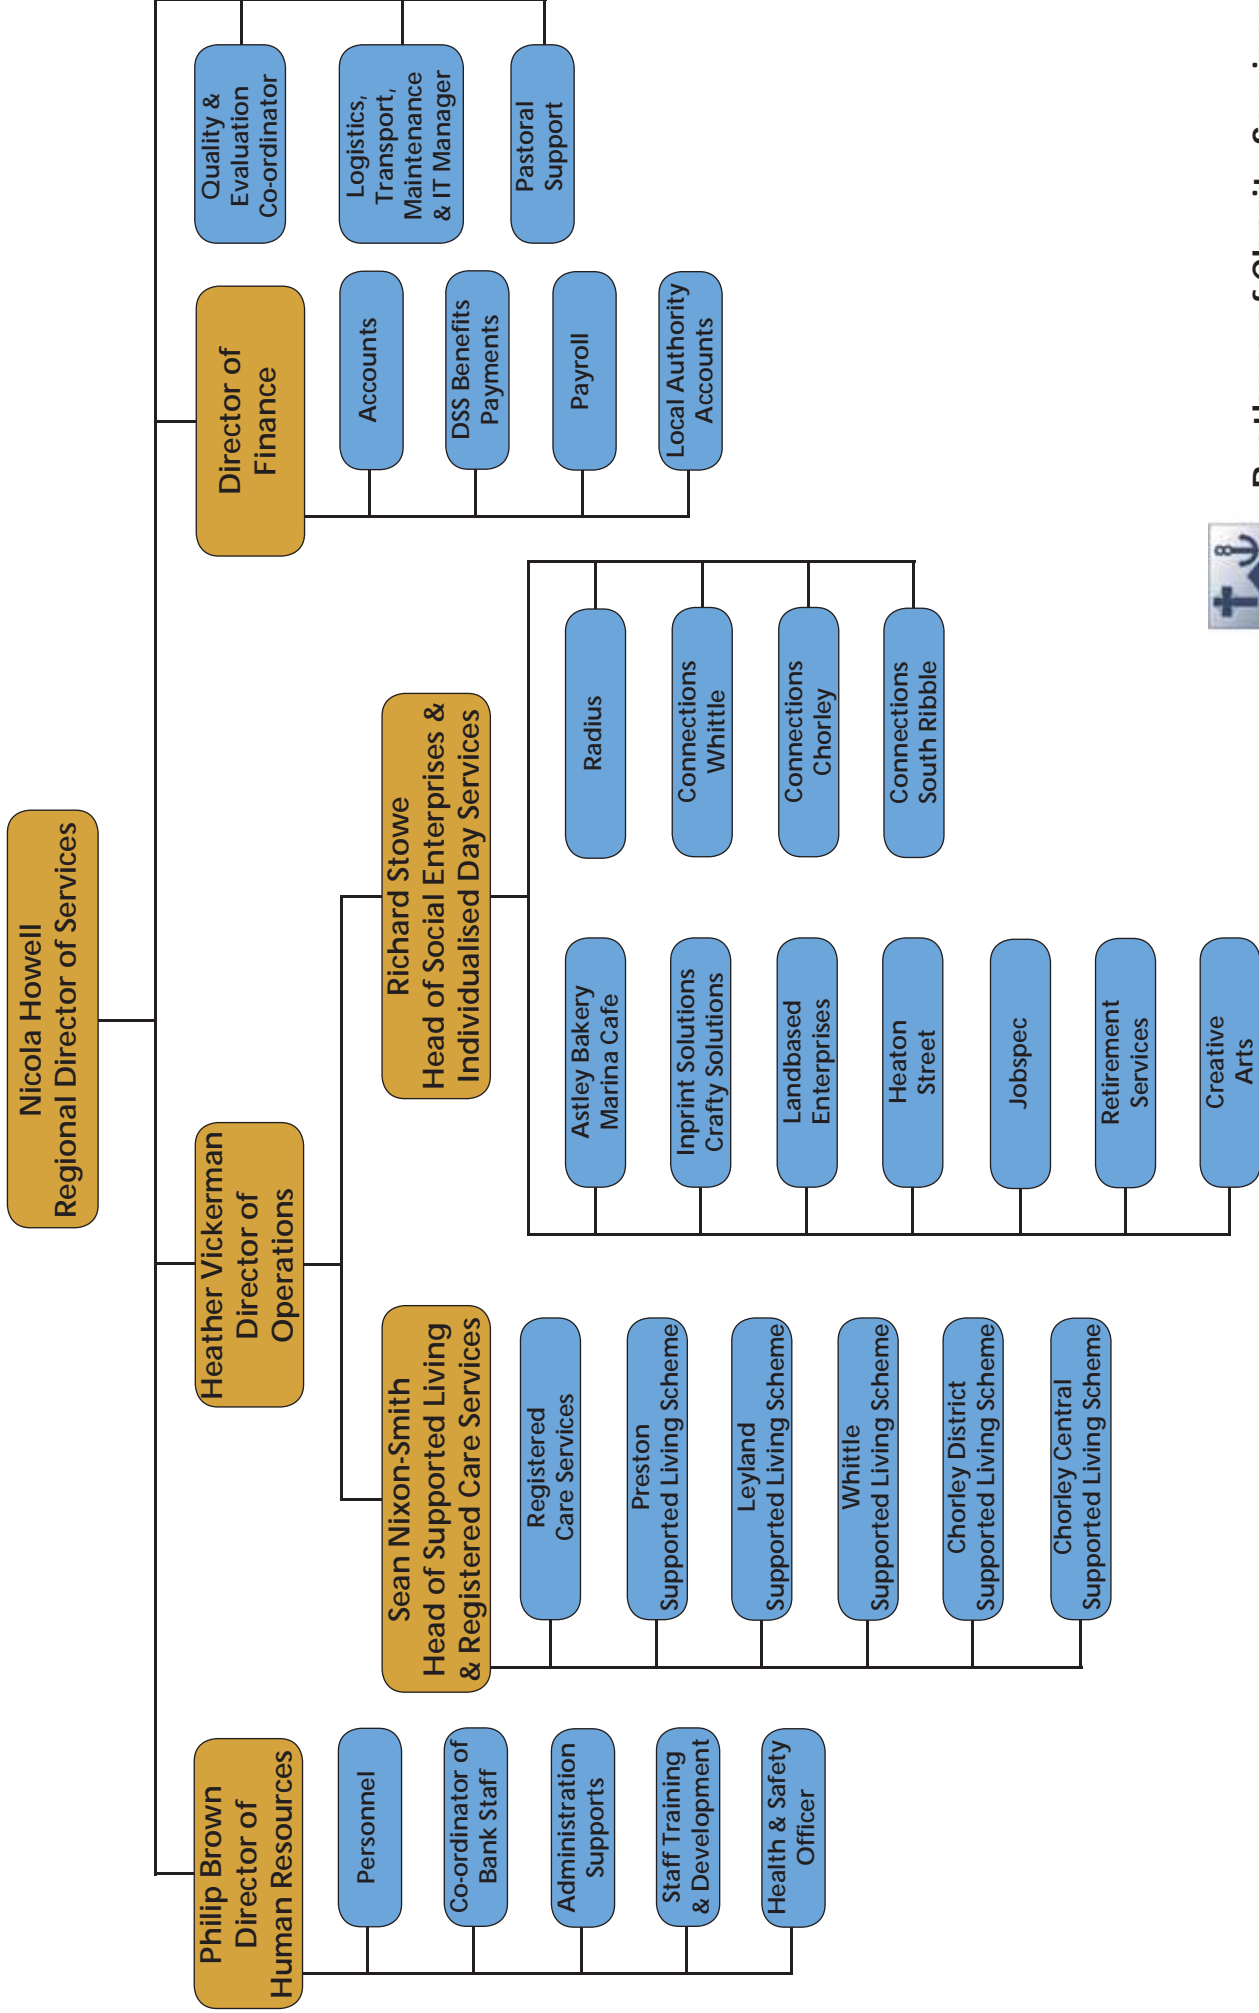 Nicola Howell
Regional Director of Services
Philip Brown
Director of
Human Resources
Personnel
Co-ordinator of
Bank Staff
Administration
Supports
Staff Training
& Development
Health & Safety
Officer
Heather Vickerman
Director of
Operations
Sean Nixon-Smith
Head of Supported Living
& Registered Care Services
Registered
Care Services
Preston
Supported Living Scheme
Leyland
Supported Living Scheme
Whittle
Supported Living Scheme
Chorley District
Supported Living Scheme
Chorley Central
Supported Living Scheme
Richard Stowe
Head of Social Enterprises &
Individualised Day Services
Astley Bakery
Marina Cafe
Inprint Solutions
Crafty Solutions
Landbased
Enterprises
Heaton
Street
Jobspec
Retirement
Services
Creative
Arts
Radius
Connections
Whittle
Connections
Chorley
Connections
South Ribble
Director of
Finance
Accounts
DSS Benefits
Payments
Payroll
Local Authority
Accounts
Quality &
Evaluation
Co-ordinator
Logistics,
Transport,
Maintenance
& IT Manager
Pastoral
Support